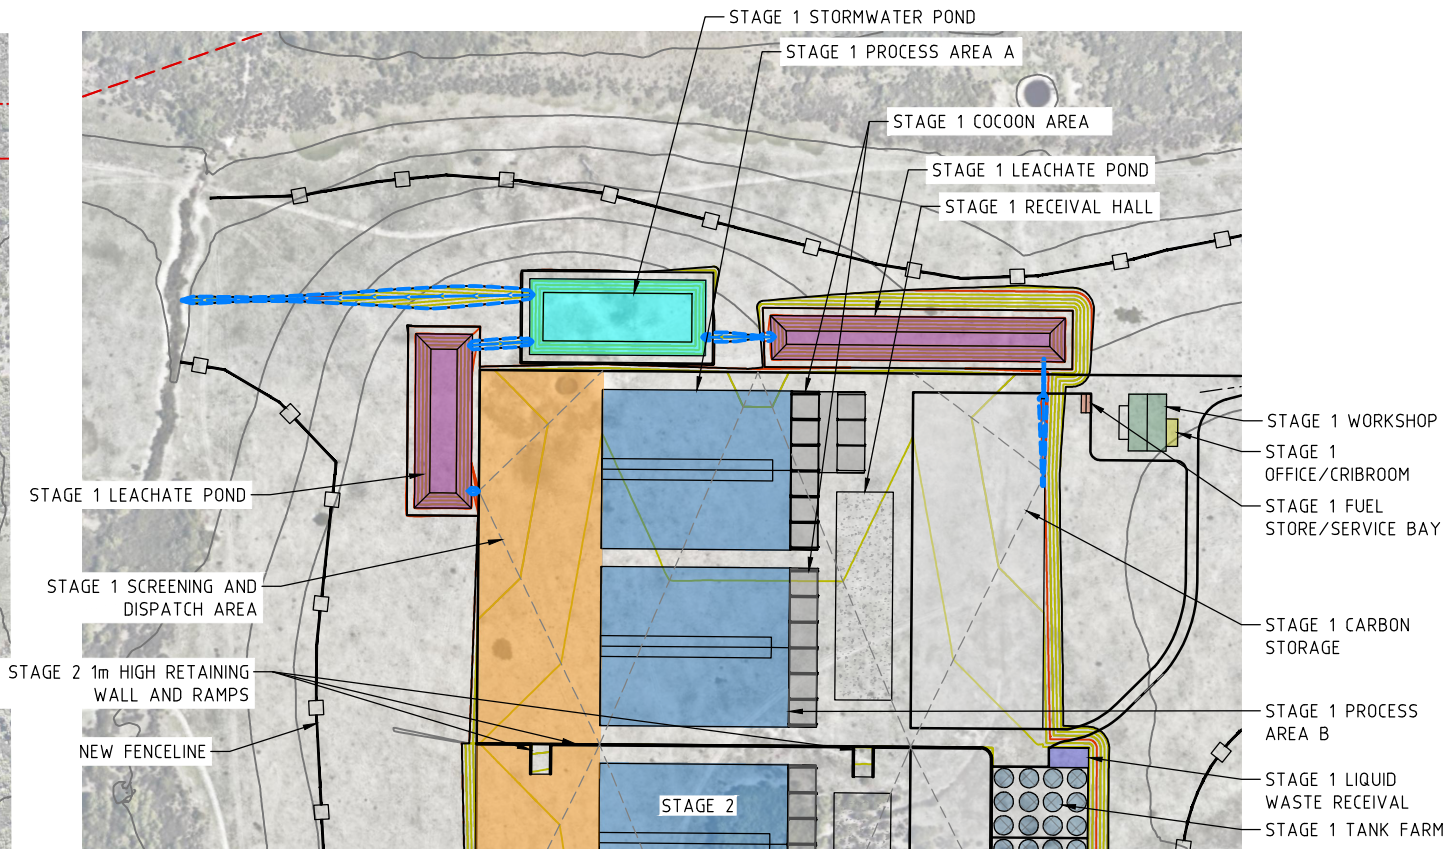 STAGE 1 STORMWATER POND
STAGE 1 PROCESS AREA A
STAGE 1 COCOON AREA
STAGE 1 LEACHATE POND
STAGE 1 RECEIVAL HALL
STAGE 1 WORKSHOP
STAGE 1
OFFICE/CRIBROOM
STAGE 1 FUEL
STORE/SERVICE BAY
STAGE 1 LEACHATE POND
STAGE 1 SCREENING AND
DISPATCH AREA
STAGE 1 CARBON
STORAGE
STAGE 2 1m HIGH RETAINING
WALL AND RAMPS
STAGE 1 PROCESS
AREA B
NEW FENCELINE
STAGE 1 LIQUID
WASTE RECEIVAL
STAGE 2
STAGE 1 TANK FARM